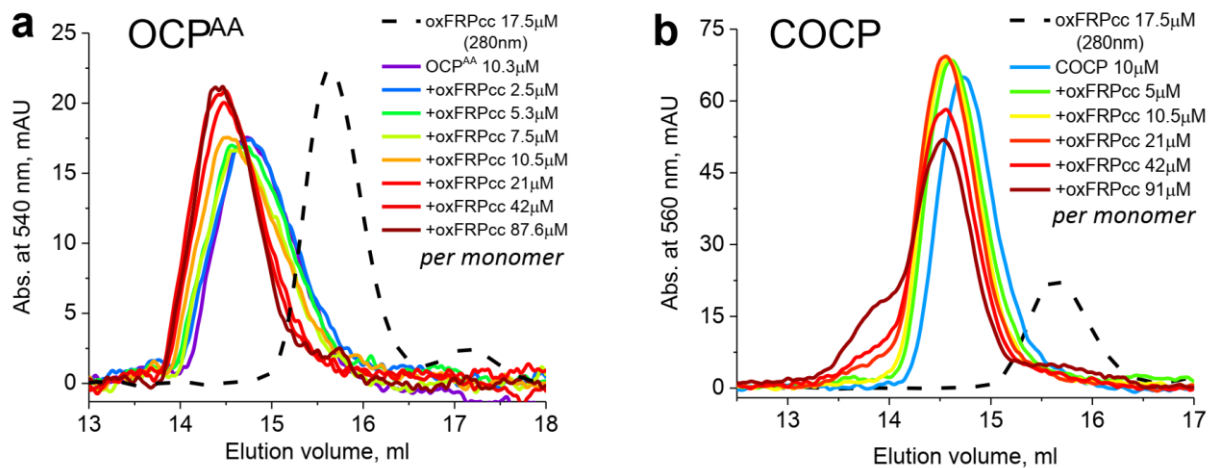 a
OCPAA
Abs. at 540 nm, mAU
25
20
15
10
5
0
oxFRPcc 17.5μM
(280nm)
OCPAA 10.3μM
+oxFRPcc 2.5μM
+oxFRPcc 5.3μM
+oxFRPcc 7.5μM
+oxFRPcc 10.5μM
+oxFRPcc 21μM
+oxFRPcc 42μM
+oxFRPcc 87.6μM
per monomer
13 14 15 16 17 18
Elution volume, ml
b
COCP
Abs. at 560 nm, mAU
75
60
45
30
15
0
oxFRPcc 17.5μM
(280nm)
COCP 10μM
+oxFRPcc 5μM
+oxFRPcc 10.5μM
+oxFRPcc 21μM
+oxFRPcc 42μM
+oxFRPcc 91μM
per monomer
13 14 15 16 17
Elution volume, ml